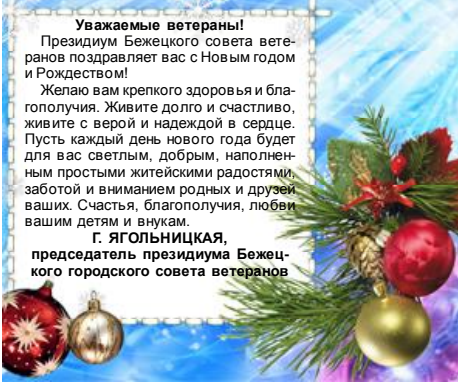 Уважаемые ветераны!
Президиум Бежецкого совета вете-
ранов поздравляет вас с Новым годом
и Рождеством!
Желаю вам крепкого здоровья и бла-
гополучия. Живите долго и счастливо,
живите с верой и надеждой в сердце.
Пусть каждый день нового года будет
для вас светлым, добрым, наполнен-
ным простыми житейскими радостями,
заботой и вниманием родных и друзей
ваших. Счастья, благополучия, любви
вашим детям и внукам.
Г. ЯГОЛЬНИЦКАЯ,
председатель президиума Бежец-
кого городского совета ветеранов